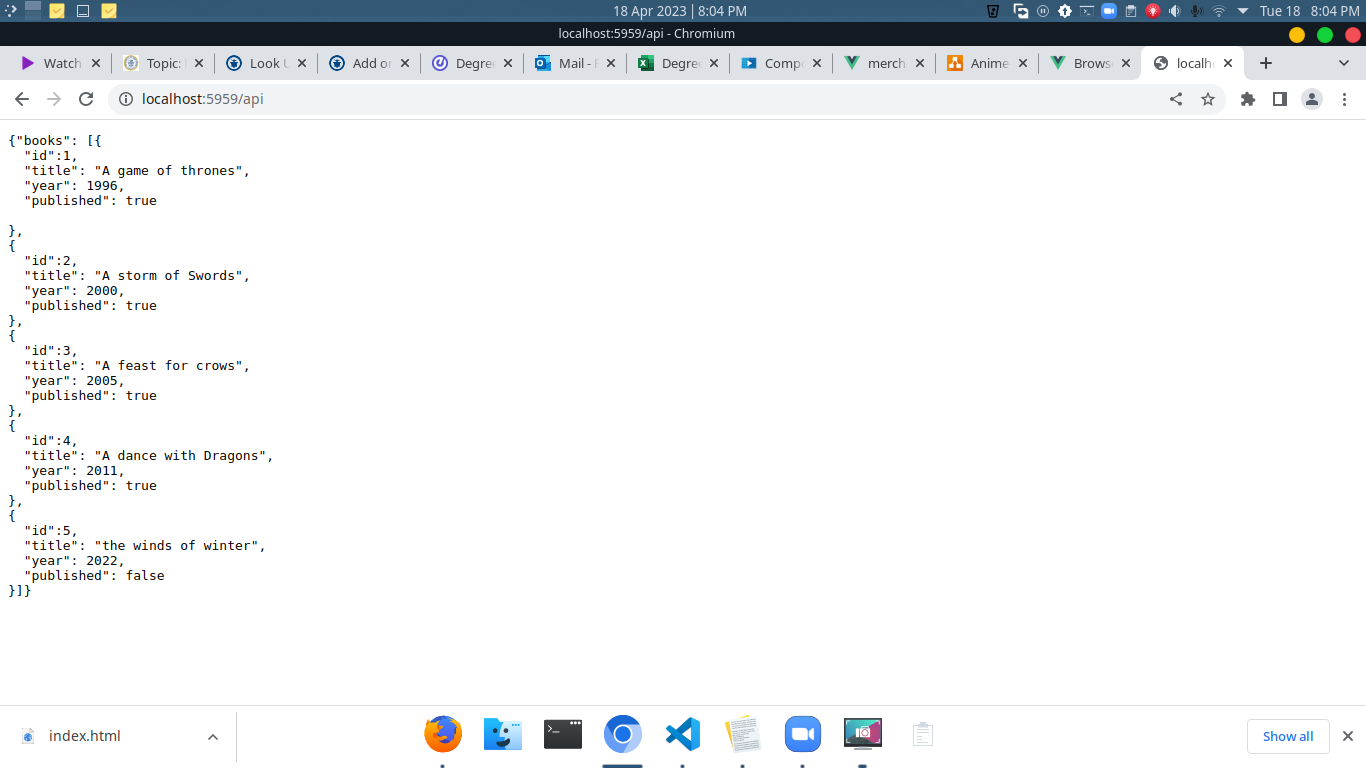 18 Apr 2023 | 8:04 PM
Tue 18 8:04 PM
localhost:5959/api - Chromium
Watch
Topic:
Look
Add o
Degre
Mail -
Degre
Comp
merch
Anime
Brows
localh
localhost:5959/api
{"books": [{
"id":1,
"title": "A game of thrones",
"year": 1996,
"published": true
},
{
"id":2,
"title": "A storm of Swords",
"year": 2000,
"published": true
},
{
"id":3,
"title": "A feast for crows",
"year": 2005,
"published": true
},
{
"id":4,
"title": "A dance with Dragons",
"year": 2011,
"published": true
},
{
"id":5,
"title": "the winds of winter",
"year": 2022,
"published": false
}]}
index.html
Show all